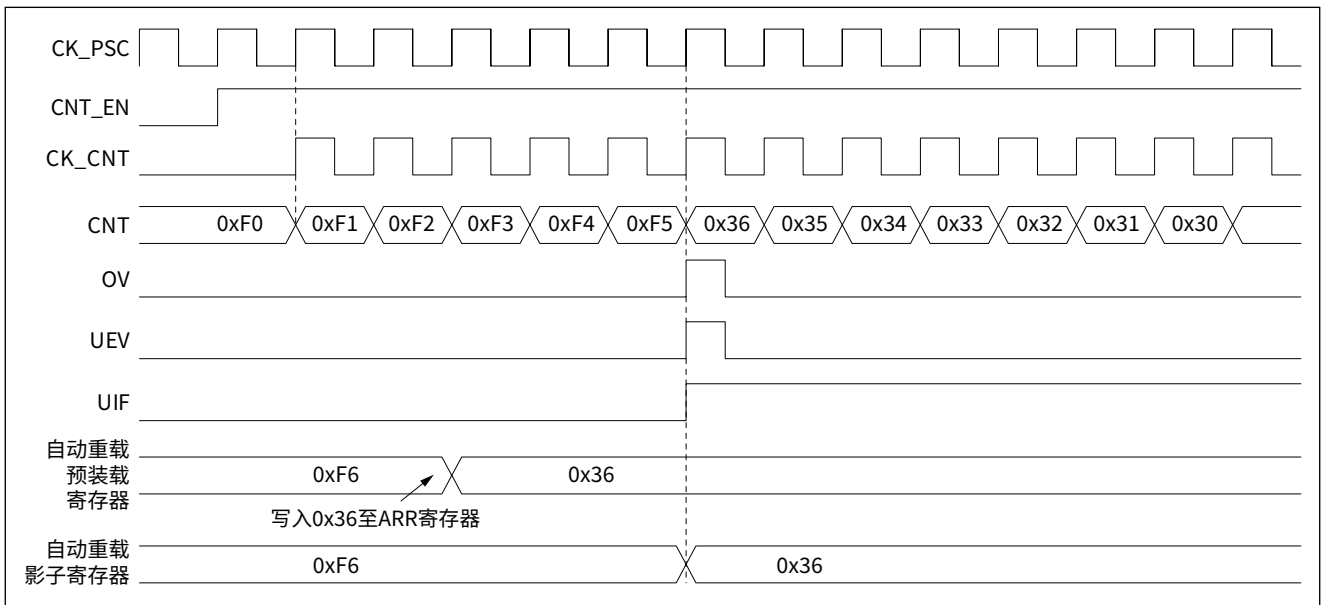 CK_PSC
CNT_EN
CK_CNT
CNT 0xF0 0xF1 0xF2 0xF3 0xF4 0xF5 0x36 0x35 0x34 0x33 0x32 0x31 0x30
OV
UEV
UIF
自动重载
预装载 0xF6 0x36
寄存器
写入0x36至ARR寄存器
自动重载
影子寄存器 0xF6 0x36